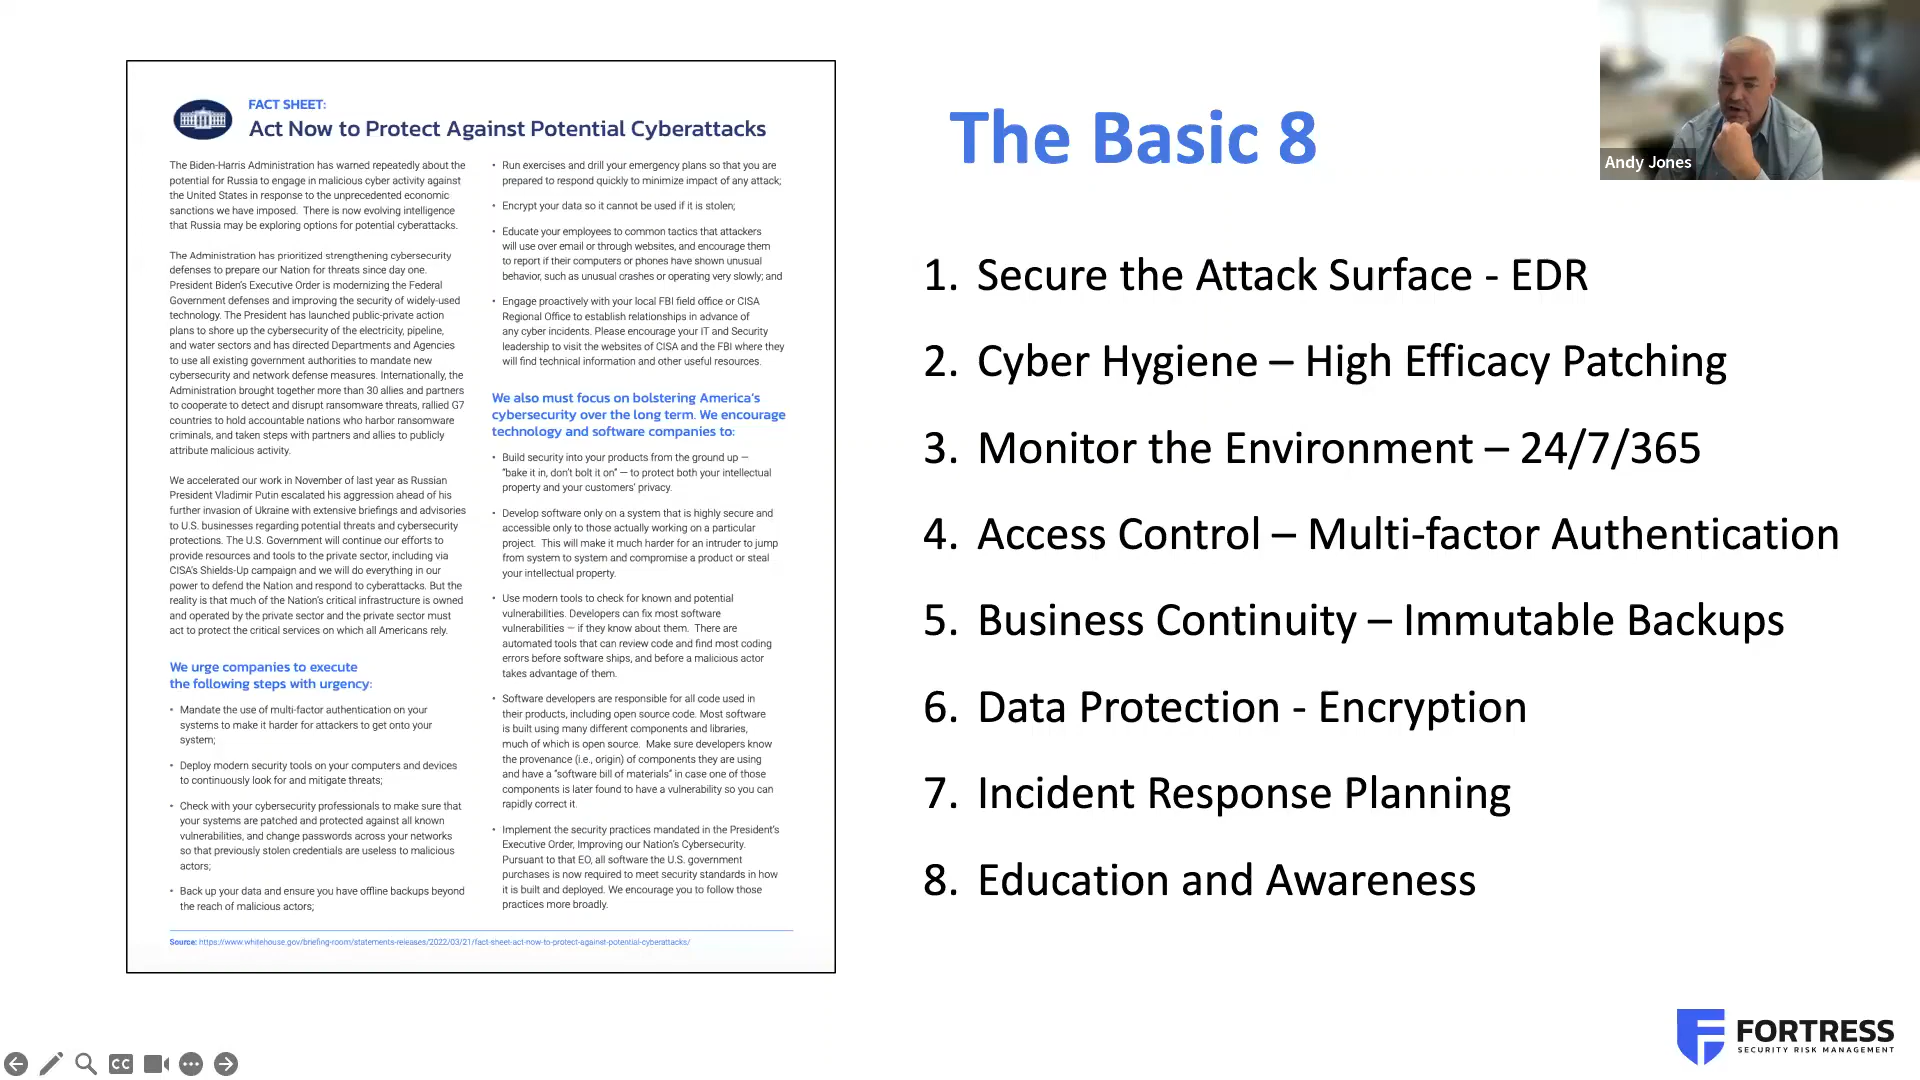 FACT SHEET:
Act Now to Protect Against Potential Cyberattacks
The Biden-Harris Administration has warned repeatedly about the
potential for Russia to engage in malicious cyber activity against
the United States in response to the unprecedented economic
sanctions we have imposed. There is now evolving intelligence
that Russia may be exploring options for potential cyberattacks.
The Administration has prioritized strengthening cybersecurity
defenses to prepare our Nation for threats since day one.
President Biden's Executive Order is modernizing the Federal
Government defenses and improving the security of widely-used
technology. The President has launched public-private action
plans to shore up the cybersecurity of the electricity, pipeline,
and water sectors and has directed Departments and Agencies
to use all existing government authorities to mandate new
cybersecurity and network defense measures. Internationally, the
Administration brought together more than 30 allies and partners
to cooperate to detect and disrupt ransomware threats, rallied G7
countries to hold accountable nations who harbor ransomware
criminals, and taken steps with partners and allies to publicly
attribute malicious activity.
We accelerated our work in November of last year as Russian
President Vladimir Putin escalated his aggression ahead of his
further invasion of Ukraine with extensive briefings and advisories
to U.S. businesses regarding potential threats and cybersecurity
protections. The U.S. Government will continue our efforts to
provide resources and tools to the private sector, including via
CISA's Shields-Up campaign and we will do everything in our
power to defend the Nation and respond to cyberattacks. But the
reality is that much of the Nation's critical infrastructure is owned
and operated by the private sector and the private sector must
act to protect the critical services on which all Americans rely.
We urge companies to execute
the following steps with urgency:
• Mandate the use of multi-factor authentication on your
systems to make it harder for attackers to get onto your
system;
• Deploy modern security tools on your computers and devices
to continuously look for and mitigate threats;
• Check with your cybersecurity professionals to make sure that
your systems are patched and protected against all known
vulnerabilities, and change passwords across your networks
so that previously stolen credentials are useless to malicious
actors;
• Back up your data and ensure you have offline backups beyond
the reach of malicious actors;
• Run exercises and drill your emergency plans so that you are
prepared to respond quickly to minimize impact of any attack;
• Encrypt your data so it cannot be used if it is stolen;
• Educate your employees to common tactics that attackers
will use over email or through websites, and encourage them
to report if their computers or phones have shown unusual
behavior, such as unusual crashes or operating very slowly; and
• Engage proactively with your local FBI field office or CISA
Regional Office to establish relationships in advance of
any cyber incidents. Please encourage your IT and Security
leadership to visit the websites of CISA and the FBI where they
will find technical information and other useful resources.
We also must focus on bolstering America's
cybersecurity over the long term. We encourage
technology and software companies to:
• Build security into your products from the ground up —
"bake it in, don't bolt it on" — to protect both your intellectual
property and your customers' privacy.
• Develop software only on a system that is highly secure and
accessible only to those actually working on a particular
project. This will make it much harder for an intruder to jump
from system to system and compromise a product or steal
your intellectual property.
• Use modern tools to check for known and potential
vulnerabilities. Developers can fix most software
vulnerabilities — if they know about them. There are
automated tools that can review code and find most coding
errors before software ships, and before a malicious actor
takes advantage of them.
• Software developers are responsible for all code used in
their products, including open source code. Most software
is built using many different components and libraries,
much of which is open source. Make sure developers know
the provenance (i.e., origin) of components they are using
and have a "software bill of materials" in case one of those
components is later found to have a vulnerability so you can
rapidly correct it.
• Implement the security practices mandated in the President's
Executive Order, Improving our Nation's Cybersecurity.
Pursuant to that EO, all software the U.S. government
purchases is now required to meet security standards in how
it is built and deployed. We encourage you to follow those
practices more broadly.
Source: https://www.whitehouse.gov/briefing-room/statements-releases/2022/03/21/fact-sheet-act-now-to-protect-against-potential-cyberattacks/
The Basic 8
1. Secure the Attack Surface - EDR
2. Cyber Hygiene – High Efficacy Patching
3. Monitor the Environment – 24/7/365
4. Access Control – Multi-factor Authentication
5. Business Continuity – Immutable Backups
6. Data Protection - Encryption
7. Incident Response Planning
8. Education and Awareness
Andy Jones
FORTRESS
SECURITY RISK MANAGEMENT
CC